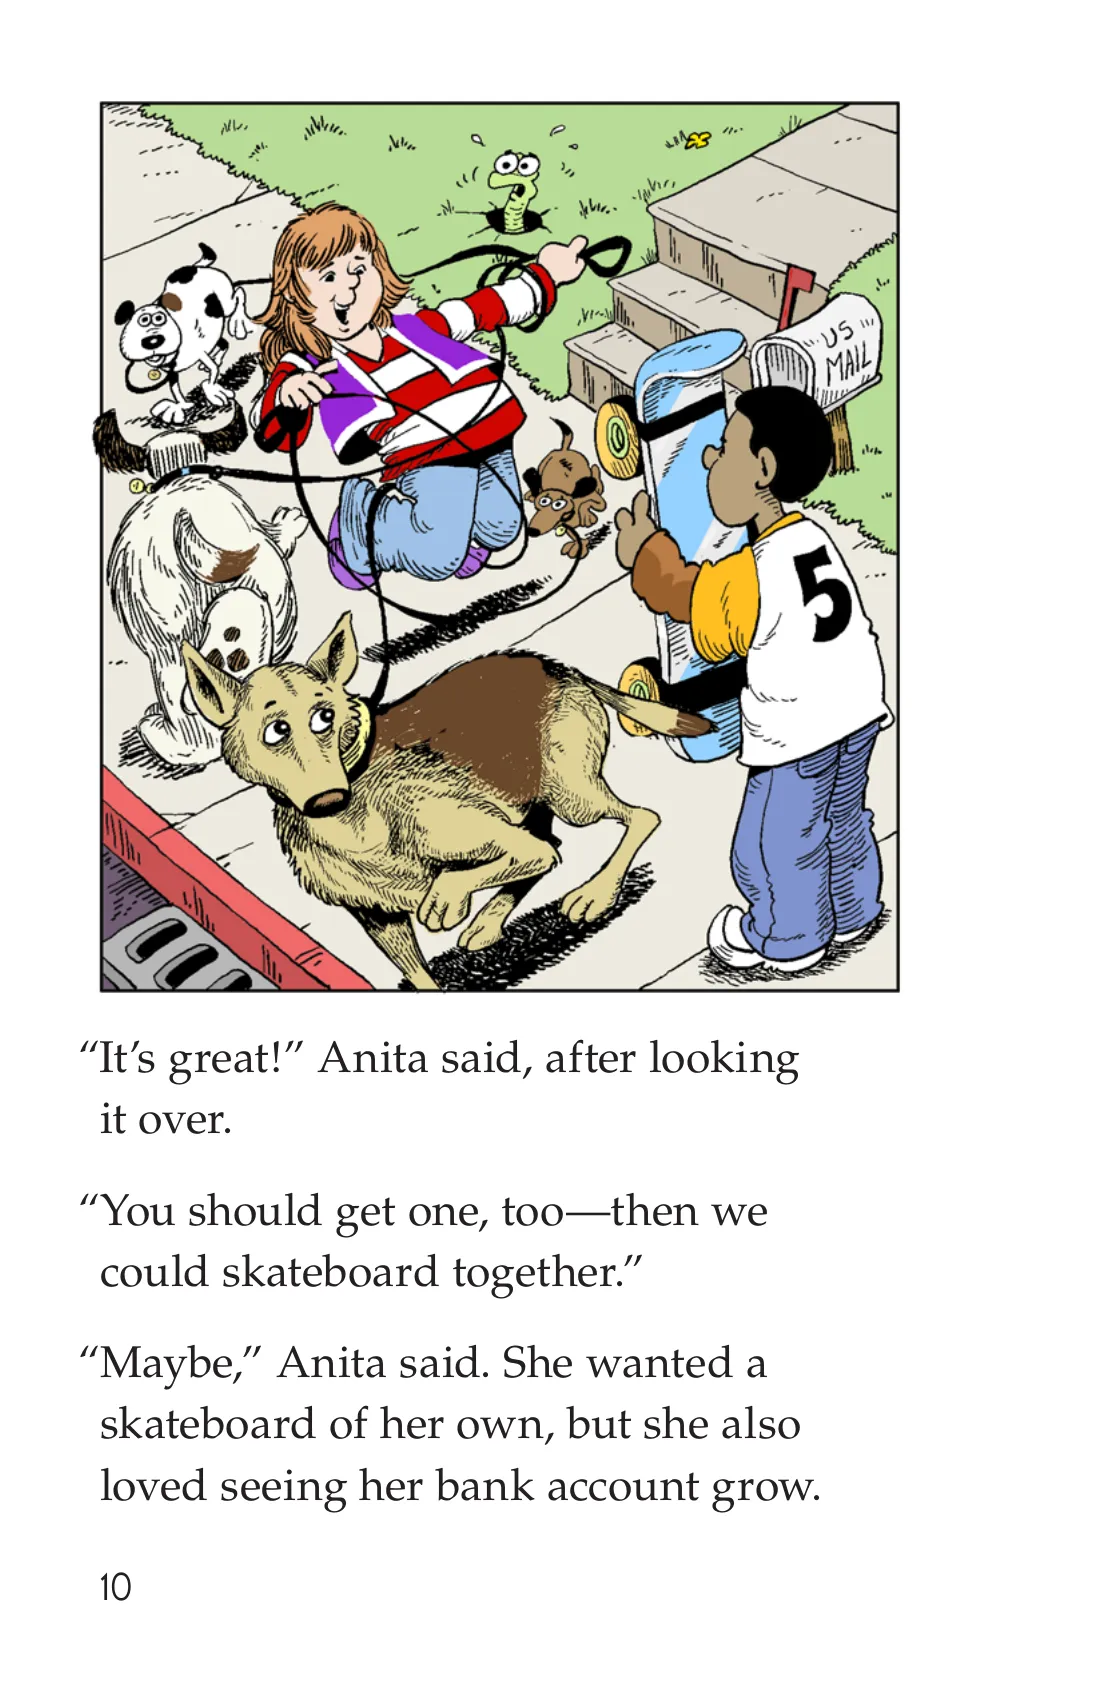 US
MAIL
5
“It’s great!” Anita said, after looking
it over.
“You should get one, too—then we
could skateboard together.”
“Maybe,” Anita said. She wanted a
skateboard of her own, but she also
loved seeing her bank account grow.
10